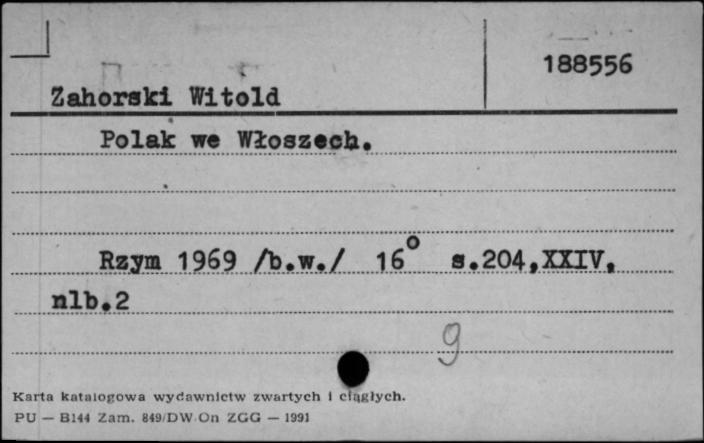 188556
Zahorski Witold
Polak we Włoszech.
Rzym 1969 /b.w./ 16° s.204,XXIV,
nlb.2
9
Karta katalogowa wydawnictw zwartych i ciągłych.
PU — B144 Zam. 849/DW On ZGG — 1991